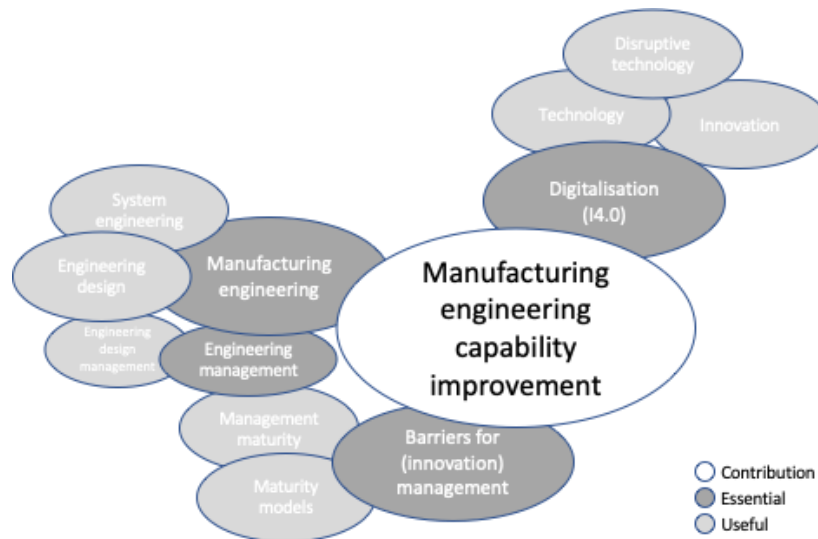 Disruptive
technology
Technology
Innovation
Digitalisation
(I4.0)
System
engineering
Engineering
design
Manufacturing
engineering
Engineering
design
management
Engineering
management
Manufacturing
engineering
capability
improvement
Management
maturity
Maturity
models
Barriers for
(innovation)
management
Contribution
Essential
Useful